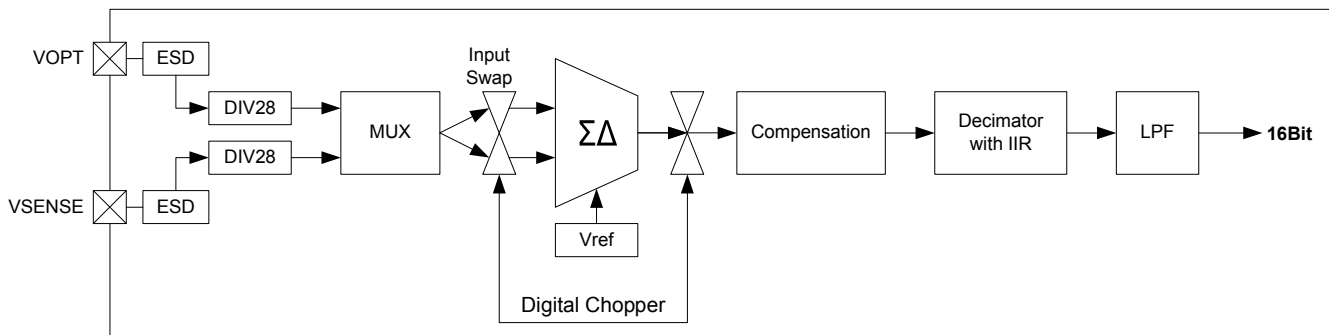 VOPT
ESD
DIV28
MUX
Input
Swap
ΣΔ
Compensation
Decimator
with IIR
LPF
16Bit
DIV28
VSENSE
ESD
Vref
Digital Chopper